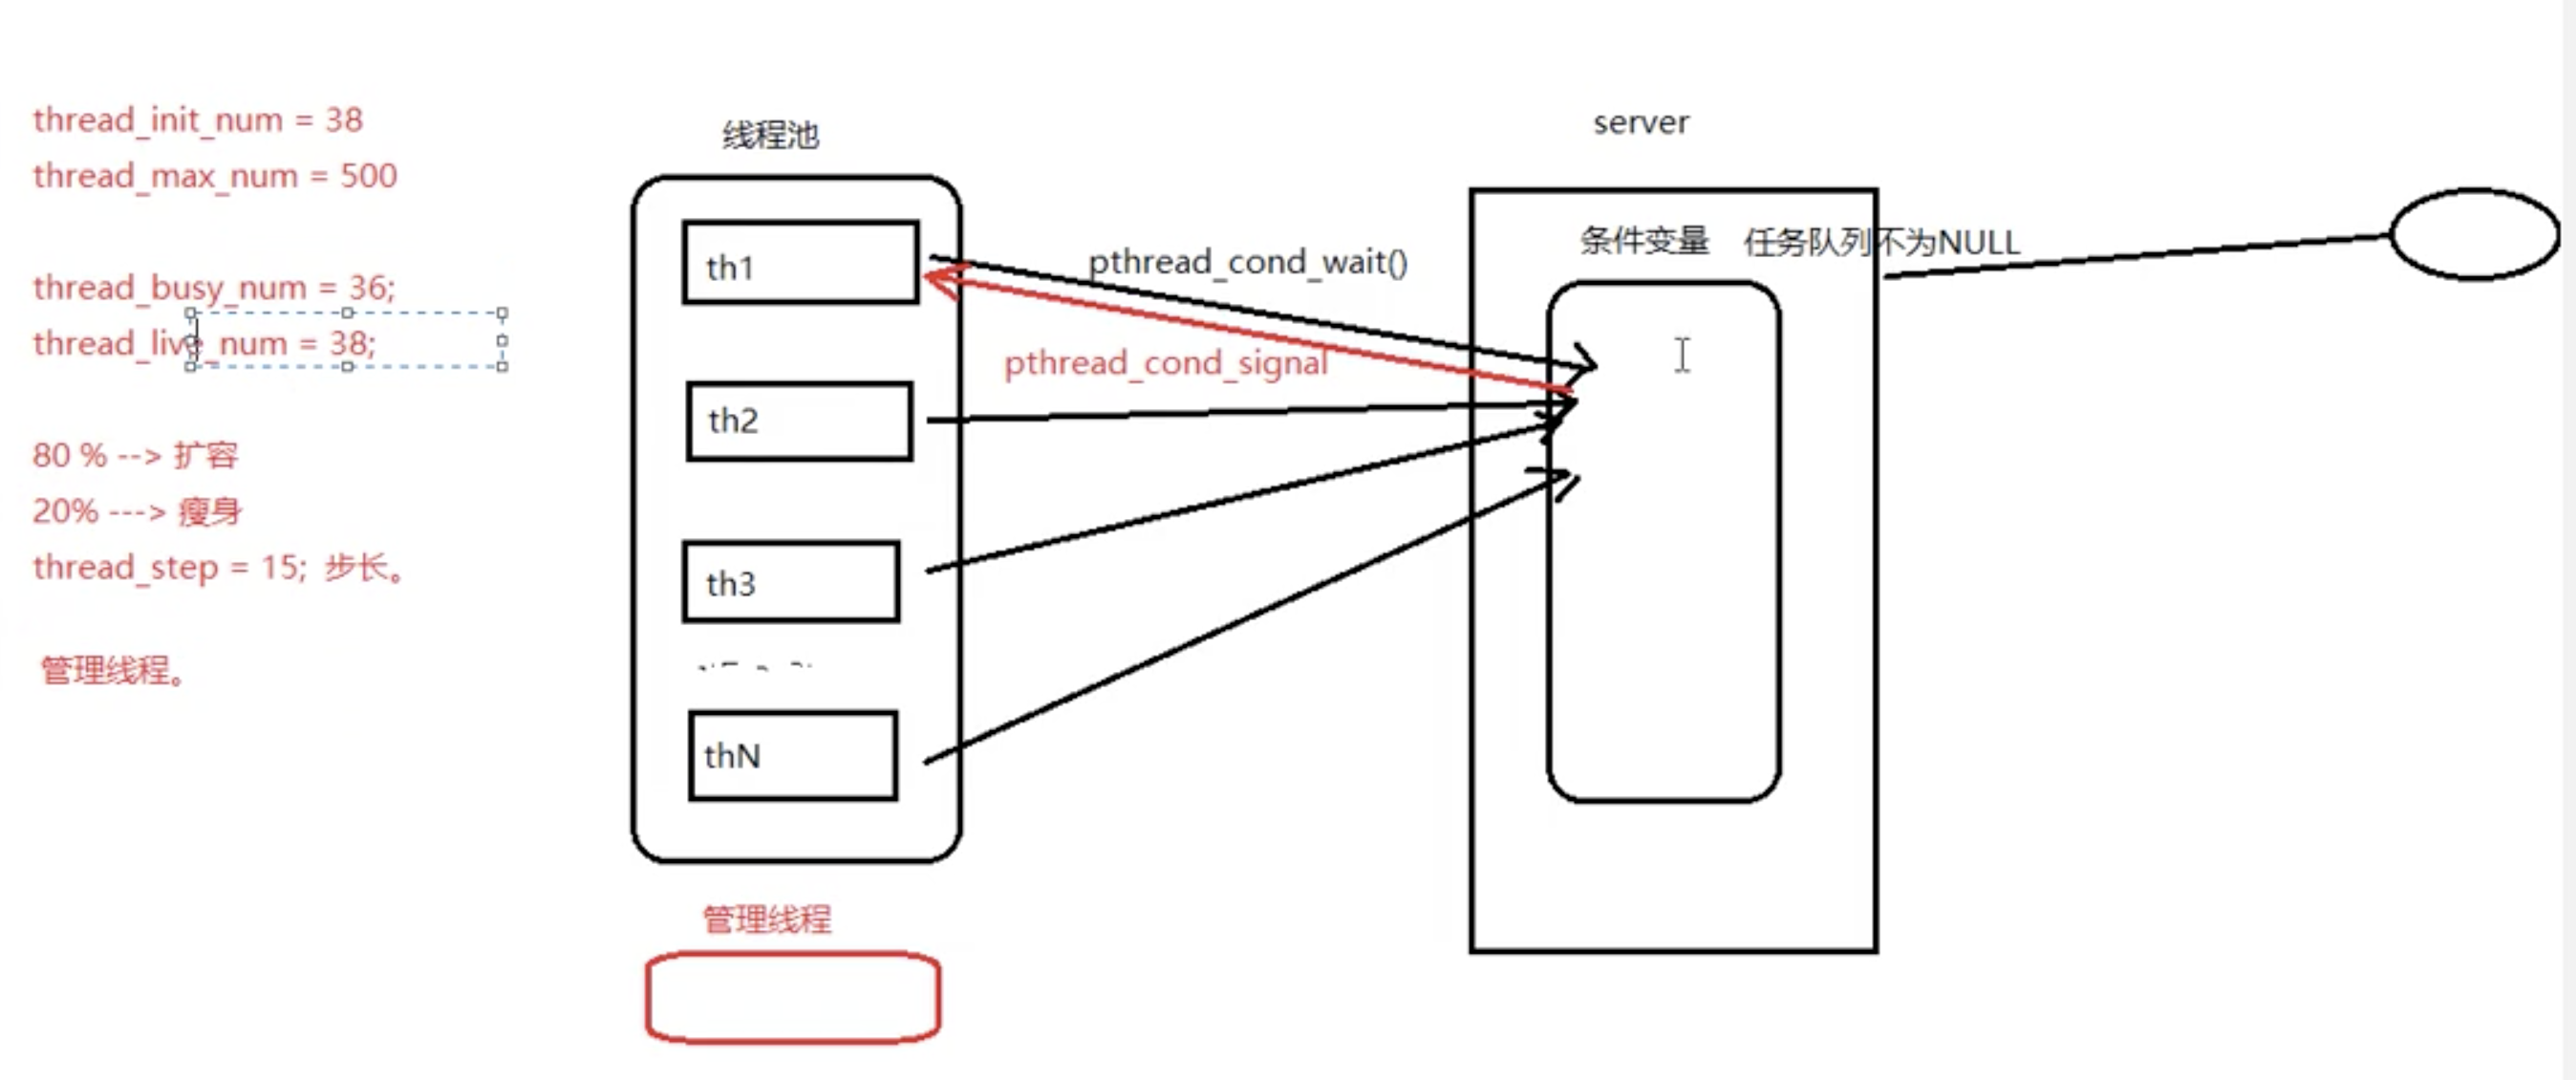 thread_init_num = 38
thread_max_num = 500
thread_busy_num = 36;
thread_live_num = 38;
80 % --> 扩容
20% ---> 瘦身
thread_step = 15; 步长。
管理线程。
线程池
th1
th2
th3
thN
管理线程
pthread_cond_wait()
pthread_cond_signal
server
条件变量 任务队列不为NULL